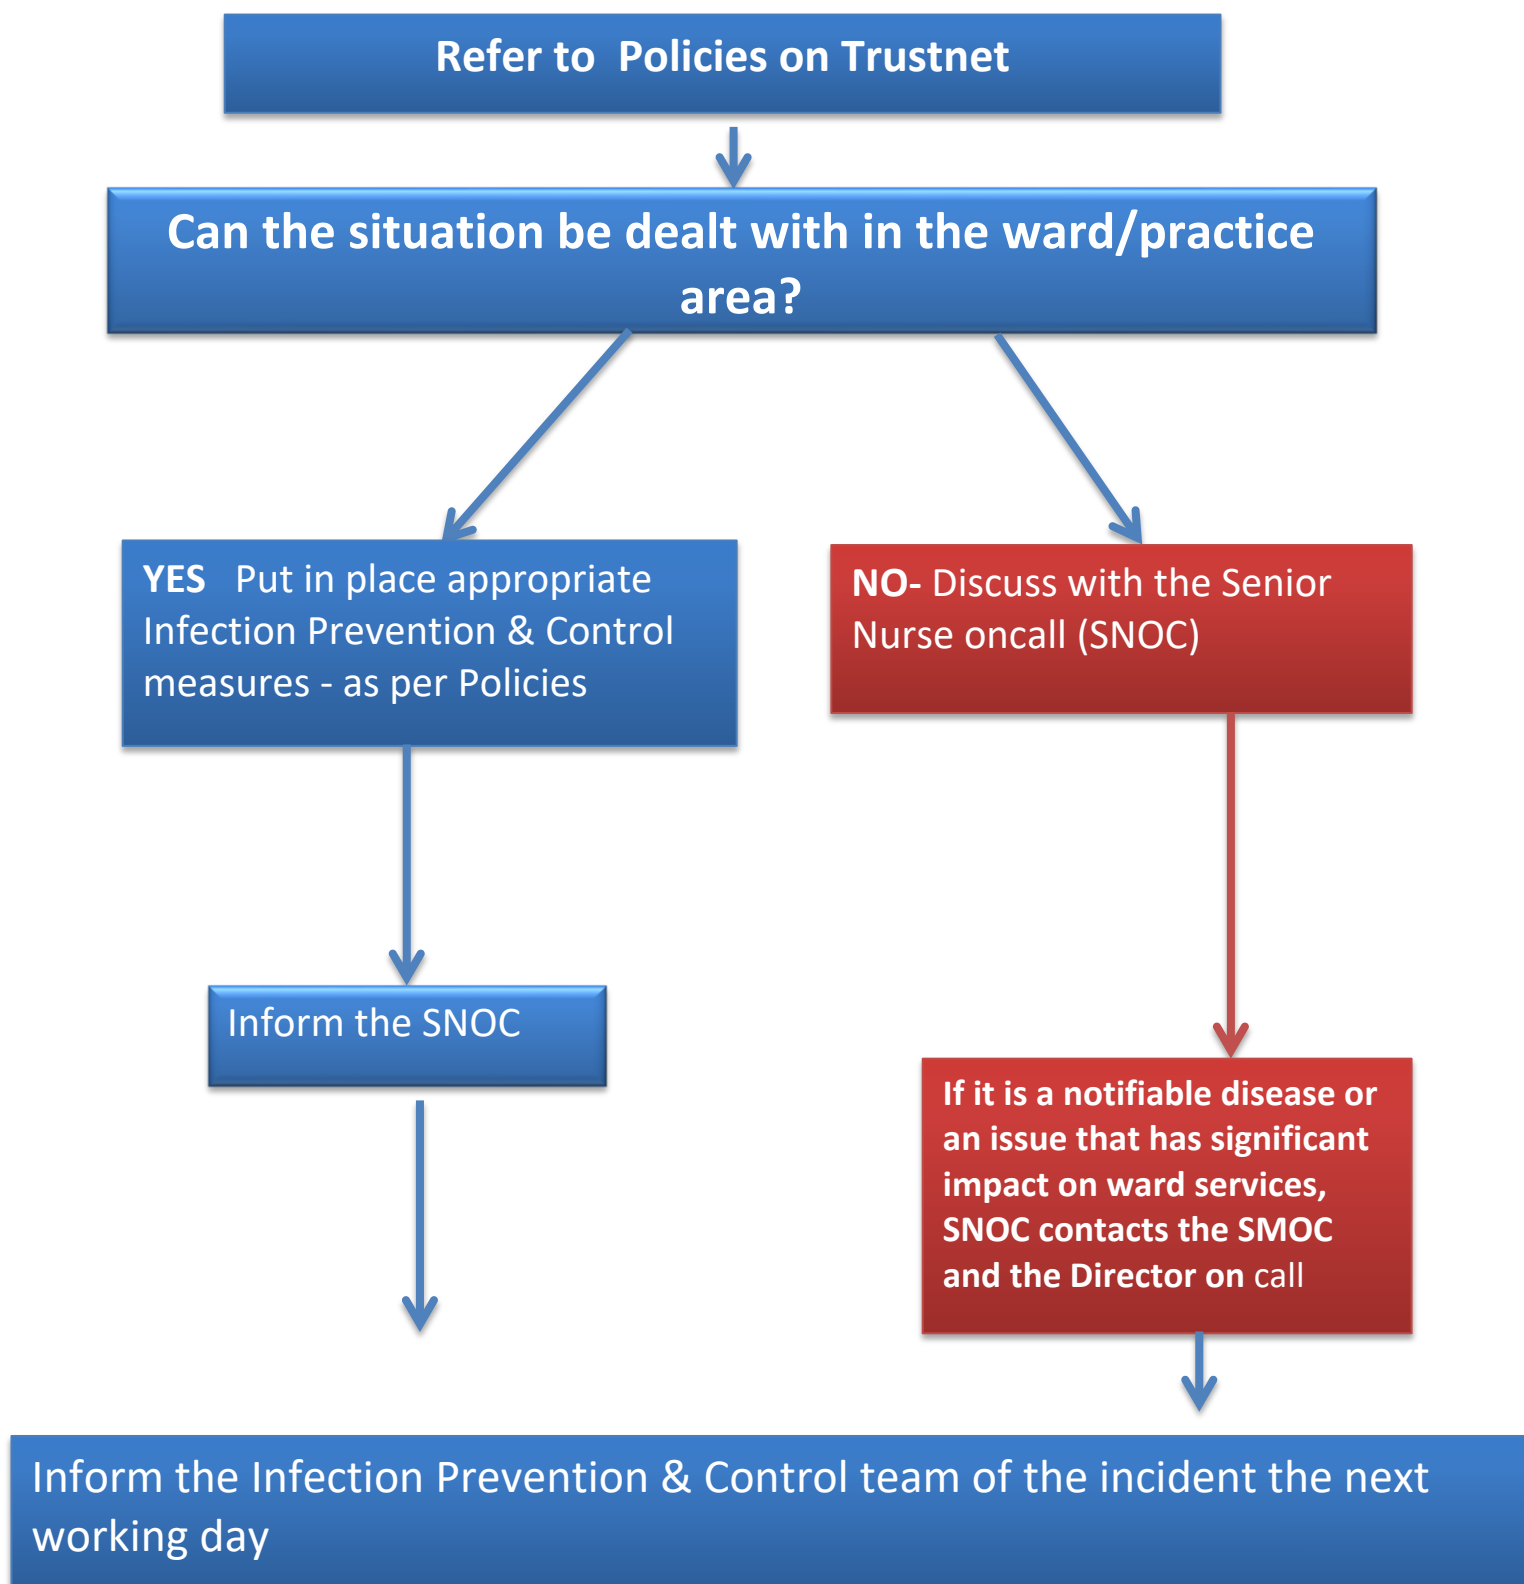 Refer to  Policies on Trustnet
Can the situation be dealt with in the ward/practice
area?
YES   Put in place appropriate
Infection Prevention & Control
measures - as per Policies
NO- Discuss with the Senior
Nurse oncall (SNOC)
Inform the SNOC
If it is a notifiable disease or
an issue that has significant
impact on ward services,
SNOC contacts the SMOC
and the Director on call
Inform the Infection Prevention & Control team of the incident the next
working day